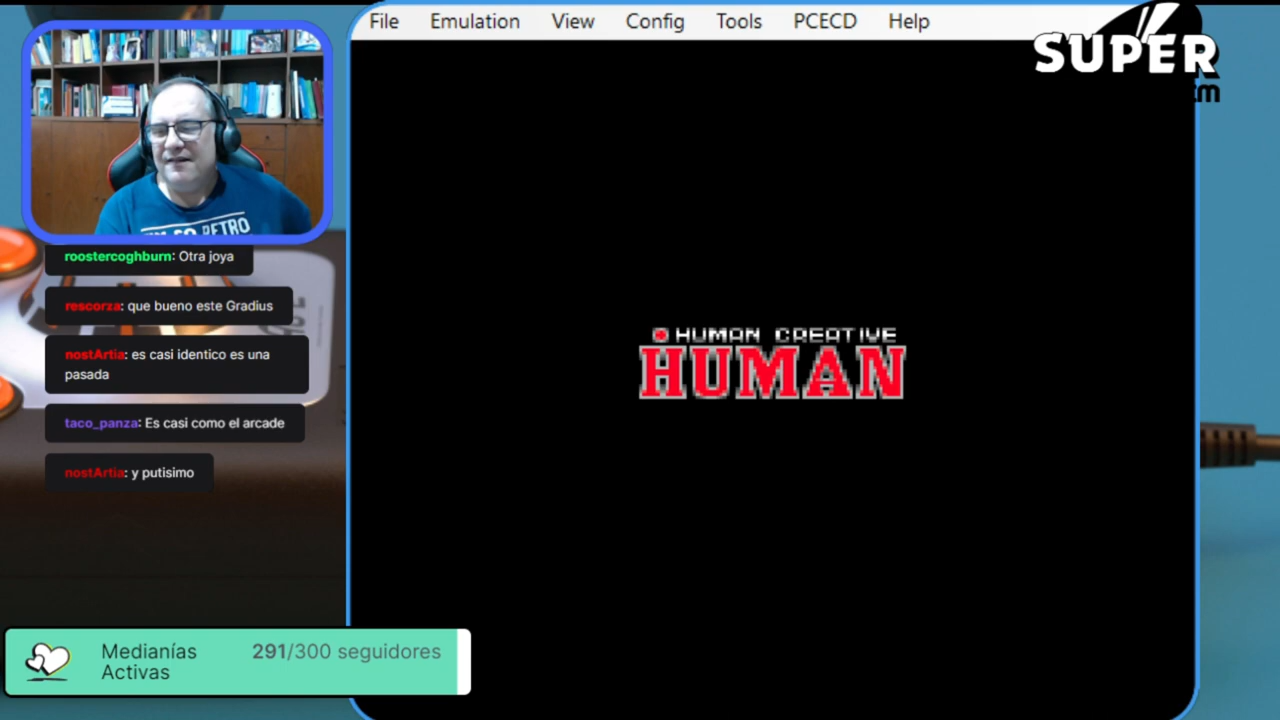 File Emulation View Config Tools PCECD Help
SUPER
HUMAN CREATIVE
HUMAN
RETRO
roostercoghburn: Otra joya
rescorza: que bueno este Gradius
nostArtia: es casi identico es una
pasada
taco_panza: Es casi como el arcade
nostArtia: y putisimo
Medianías
Activas
291/300 seguidores